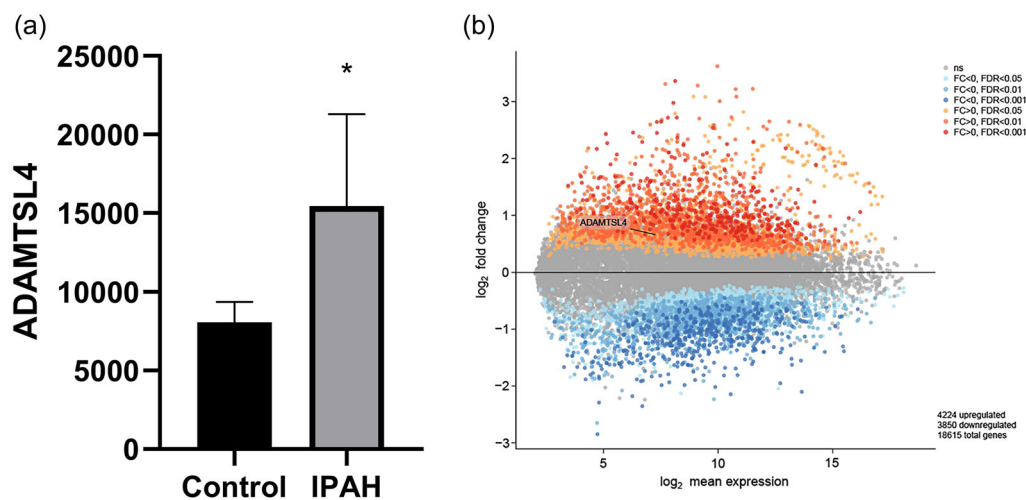 (a)
25000
20000
15000
10000
5000
0
ADAMTSL4
*
Control IPAH
(b)
3
2
1
0
−1
−2
−3
log2 fold change
ADAMTSL4
5 10 15
log2 mean expression
ns
FC<0, FDR<0.05
FC<0, FDR<0.01
FC<0, FDR<0.001
FC>0, FDR<0.05
FC>0, FDR<0.01
FC>0, FDR<0.001
4224 upregulated
3850 downregulated
18615 total genes